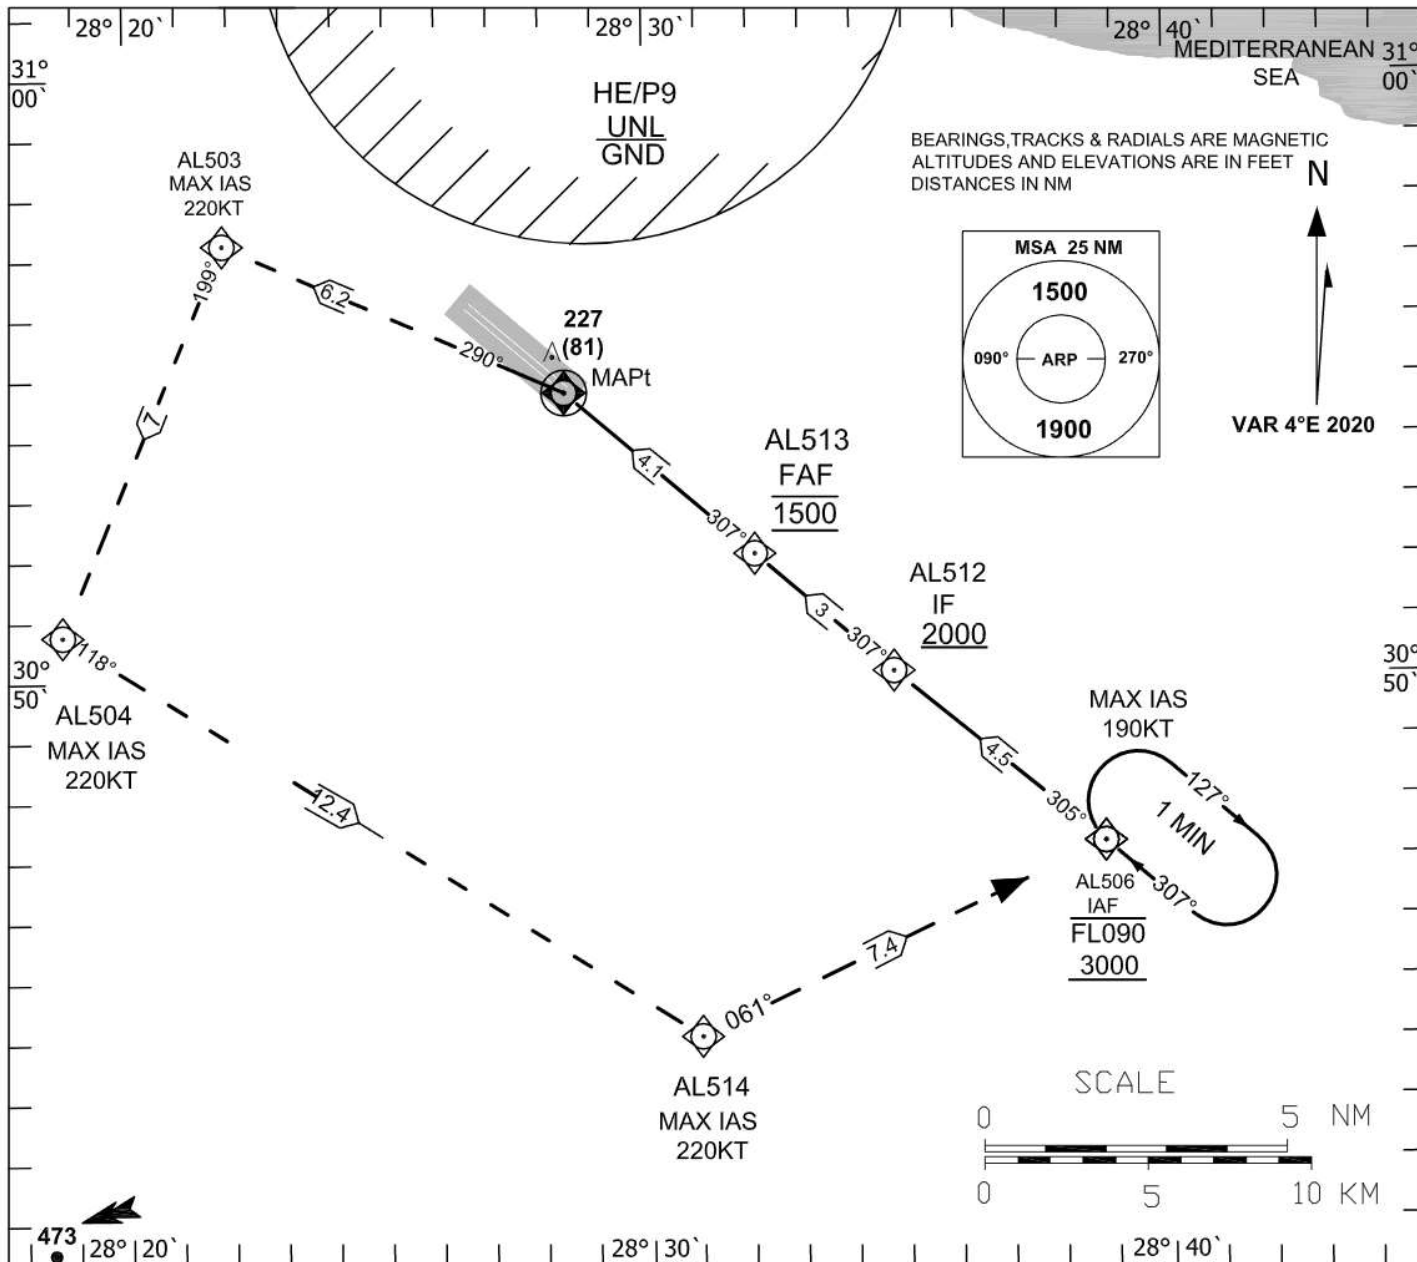 28° 20`
28° 30`
28° 40`
MEDITERRANEAN
SEA
31°
00`
31°
00`
HE/P9
UNL
GND
BEARINGS,TRACKS & RADIALS ARE MAGNETIC
ALTITUDES AND ELEVATIONS ARE IN FEET
DISTANCES IN NM
N
AL503
MAX IAS
220KT
MSA 25 NM
1500
090°
ARP
270°
1900
VAR 4°E 2020
199°
6.2
290°
227
(81)
MAPt
7
4.1
AL513
FAF
1500
307°
AL512
IF
2000
3
307°
118°
30°
50`
30°
50`
AL504
MAX IAS
220KT
MAX IAS
190KT
4.5
305°
127°
1 MIN
307°
12.4
AL506
IAF
FL090
3000
7.4
061°
AL514
MAX IAS
220KT
SCALE
0 5 NM
0 5 10 KM
473
28° 20`
28° 30`
28° 40`